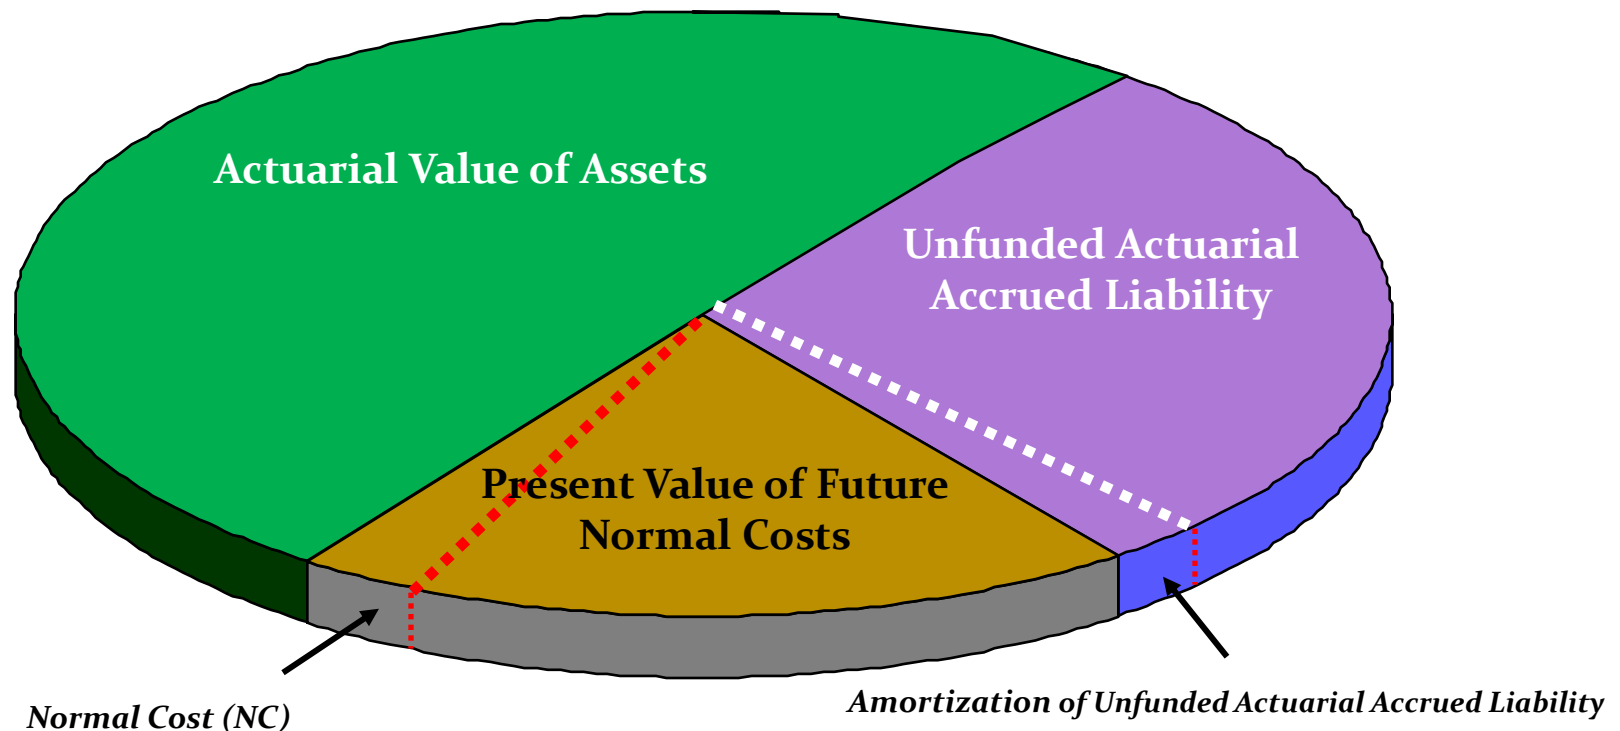 Actuarial Value of Assets
Unfunded Actuarial
Accrued Liability
Present Value of Future
Normal Costs
Normal Cost (NC)
Amortization of Unfunded Actuarial Accrued Liability